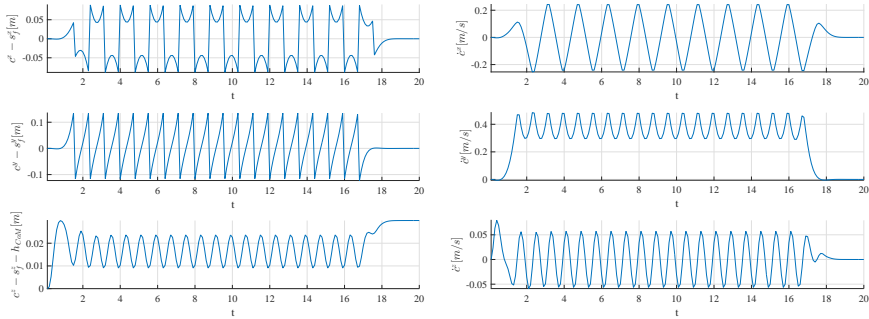 c^x − s_f^x [m]
0.05
0
-0.05
2 4 6 8 10 12 14 16 18 20
t
ċ^x [m/s]
0.2
0
-0.2
2 4 6 8 10 12 14 16 18 20
t
c^y − s_f^y [m]
0.1
0
-0.1
2 4 6 8 10 12 14 16 18 20
t
ċ^y [m/s]
0.4
0.2
0
2 4 6 8 10 12 14 16 18 20
t
c^z − s_f^z − h_{CoM} [m]
0.02
0.01
0
2 4 6 8 10 12 14 16 18 20
t
ċ^z [m/s]
0.05
0
-0.05
2 4 6 8 10 12 14 16 18 20
t